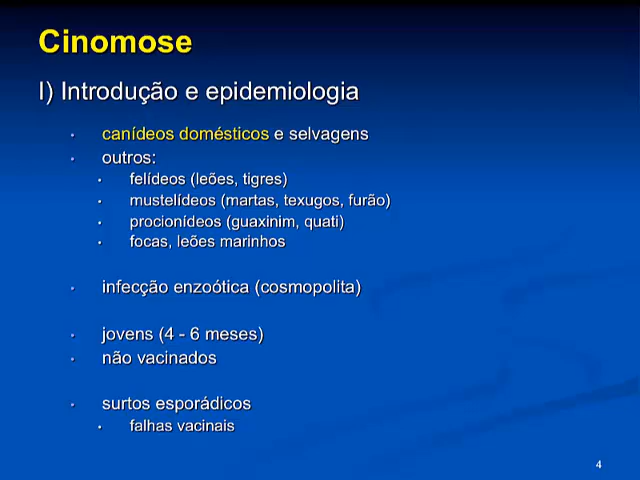 Cinomose
I) Introdução e epidemiologia
• canídeos domésticos e selvagens
• outros:
• felídeos (leões, tigres)
• mustelídeos (martas, texugos, furão)
• procionídeos (guaxinim, quati)
• focas, leões marinhos
• infecção enzoótica (cosmopolita)
• jovens (4 - 6 meses)
• não vacinados
• surtos esporádicos
• falhas vacinais
4